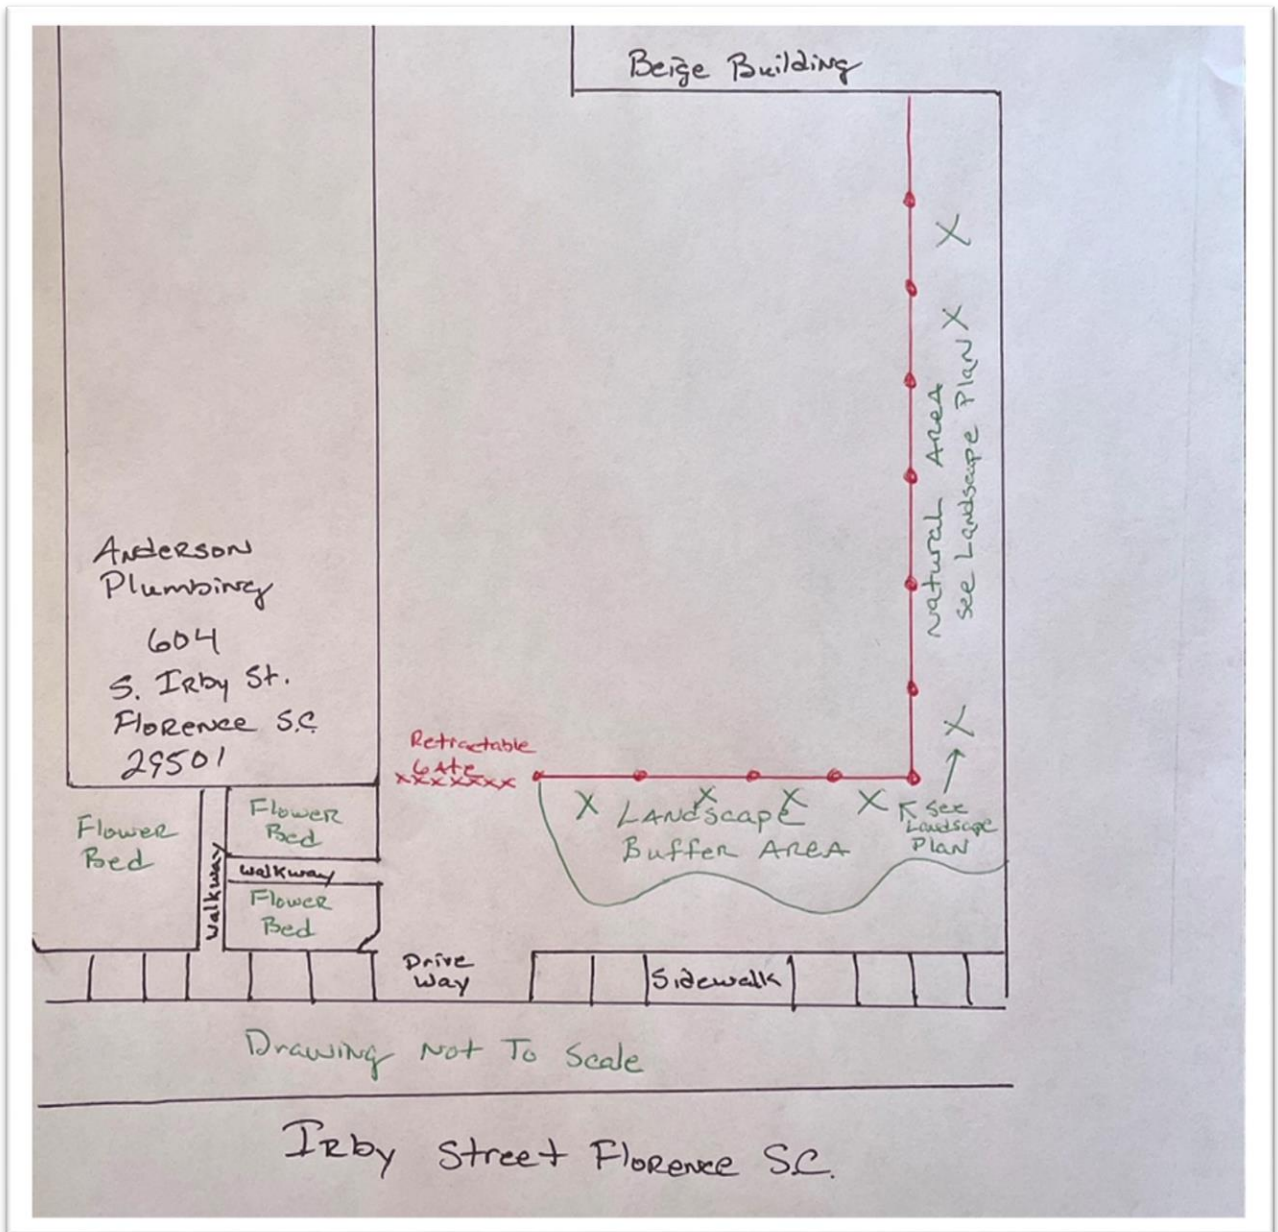 Beige Building
Natural Area
see Landscape Plan
Anderson
Plumbing
604
S. Irby St.
Florence S.C
29501
Retractable
Gate
Landscape
Buffer Area
see
Landscape
Plan
Flower
Bed
Walkway
Flower
Bed
Walkway
Flower
Bed
Drive
Way
Sidewalk
Drawing Not To Scale
Irby Street Florence S.C.